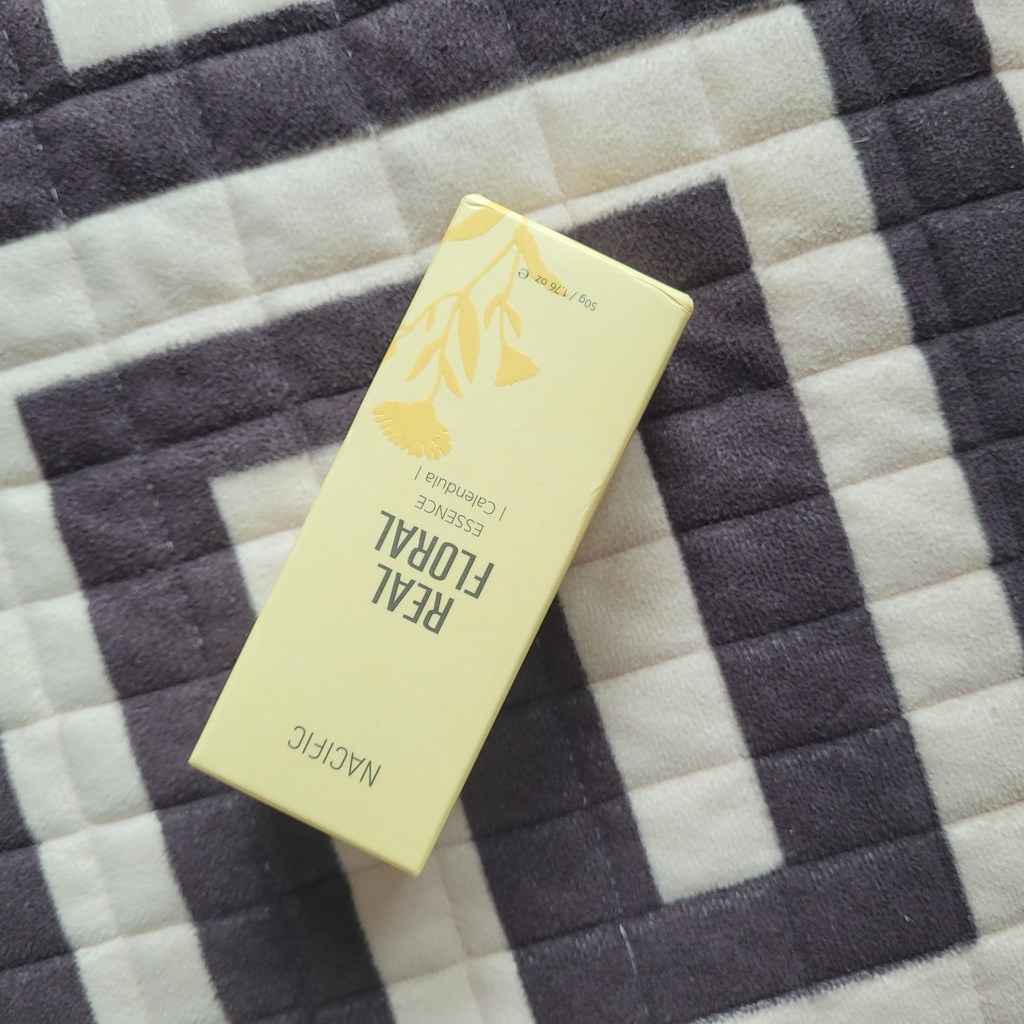 NACIFIC
REAL
FLORAL
ESSENCE
| Calendula |
50g / 1.76 oz ℮